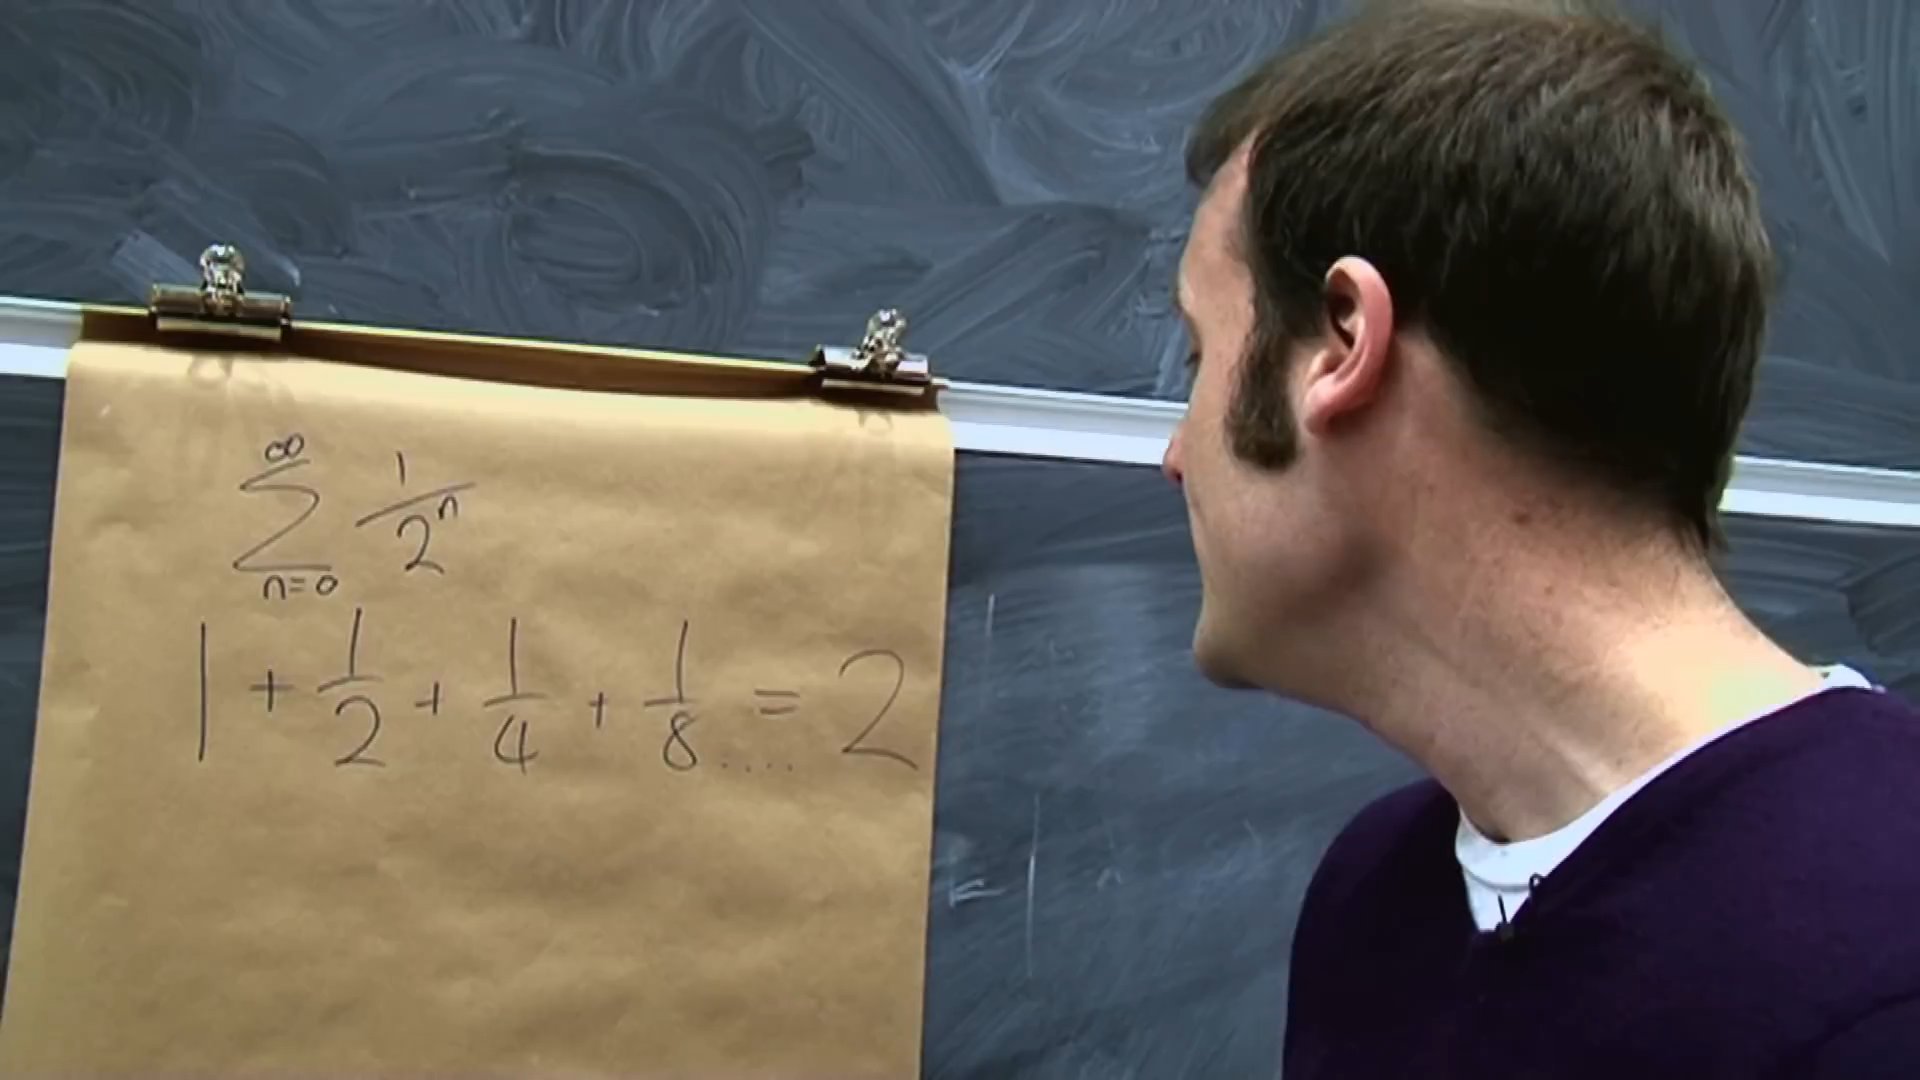 ∞
∑ 1/2ⁿ
n=0
1 + 1/2 + 1/4 + 1/8 .... = 2